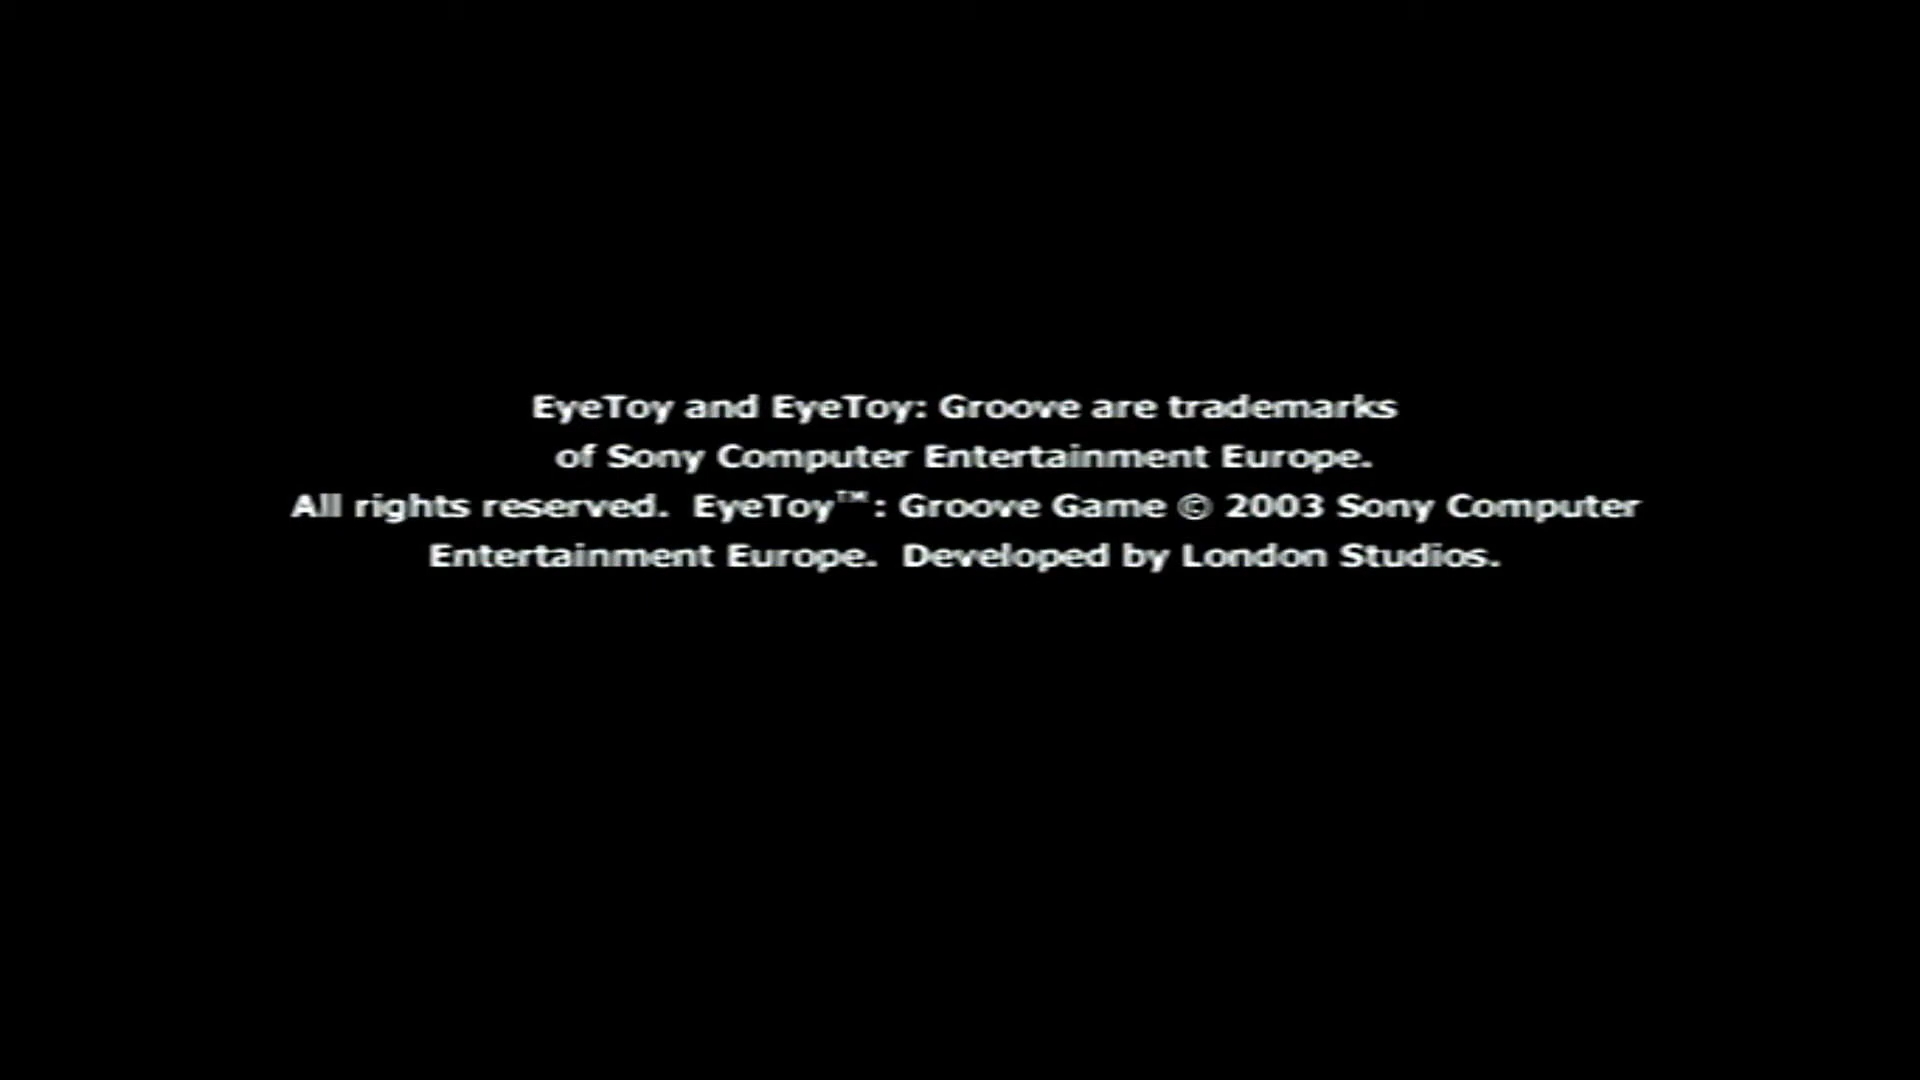 EyeToy and EyeToy: Groove are trademarks
of Sony Computer Entertainment Europe.
All rights reserved.  EyeToy™: Groove Game © 2003 Sony Computer
Entertainment Europe.  Developed by London Studios.